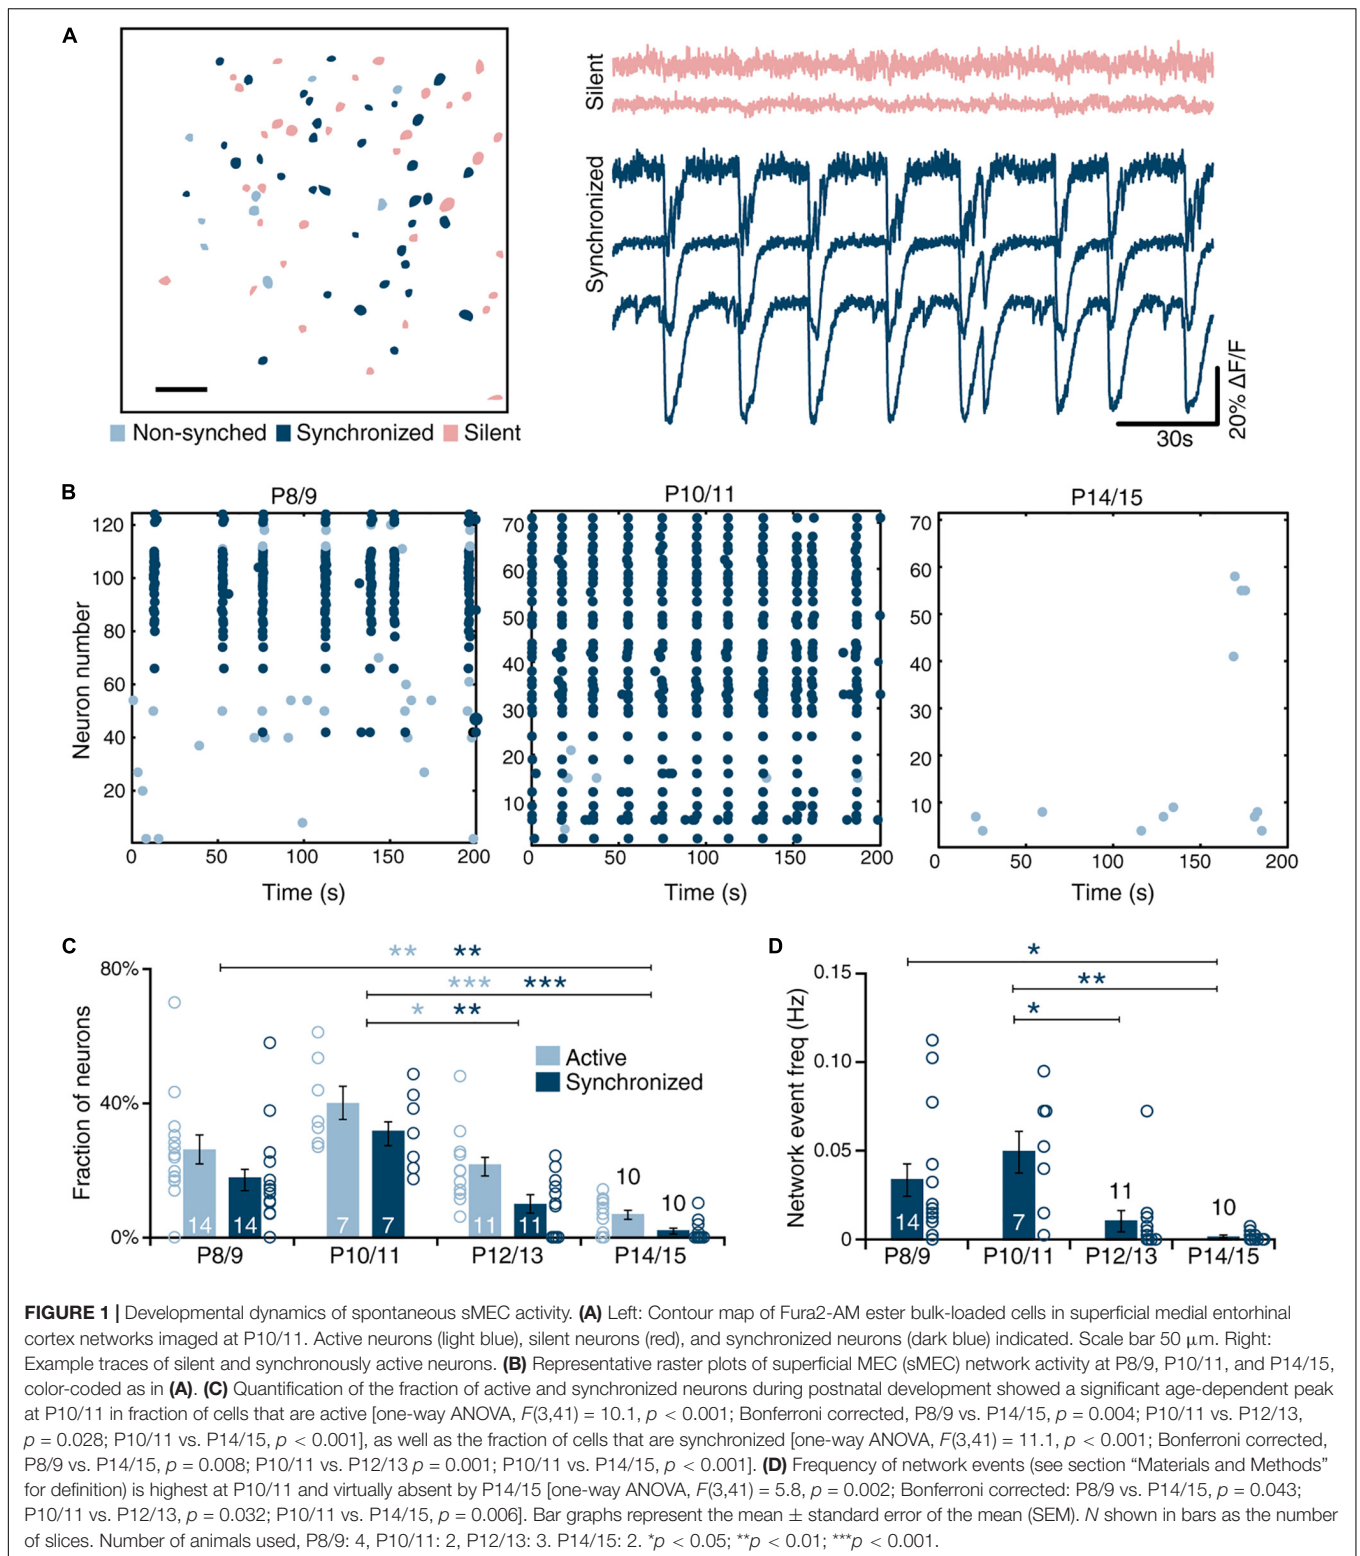 A
Silent
Synchronized
20% ΔF/F
30s
Non-synched Synchronized Silent
B
P8/9 P10/11 P14/15
Neuron number
120
100
80
60
40
20
0 50 100 150 200
Time (s)
70
60
50
40
30
20
10
0 50 100 150 200
Time (s)
70
60
50
40
30
20
10
0 50 100 150 200
Time (s)
C
** **
*** ***
* **
Fraction of neurons
80%
40%
0%
Active
Synchronized
14 14 7 7 11 11 10 10
P8/9 P10/11 P12/13 P14/15
D
*
**
*
Network event freq (Hz)
0.15
0.10
0.05
0
14 7 11 10
P8/9 P10/11 P12/13 P14/15
FIGURE 1 | Developmental dynamics of spontaneous sMEC activity. (A) Left: Contour map of Fura2-AM ester bulk-loaded cells in superficial medial entorhinal
cortex networks imaged at P10/11. Active neurons (light blue), silent neurons (red), and synchronized neurons (dark blue) indicated. Scale bar 50 μm. Right:
Example traces of silent and synchronously active neurons. (B) Representative raster plots of superficial MEC (sMEC) network activity at P8/9, P10/11, and P14/15,
color-coded as in (A). (C) Quantification of the fraction of active and synchronized neurons during postnatal development showed a significant age-dependent peak
at P10/11 in fraction of cells that are active [one-way ANOVA, F(3,41) = 10.1, p < 0.001; Bonferroni corrected, P8/9 vs. P14/15, p = 0.004; P10/11 vs. P12/13,
p = 0.028; P10/11 vs. P14/15, p < 0.001], as well as the fraction of cells that are synchronized [one-way ANOVA, F(3,41) = 11.1, p < 0.001; Bonferroni corrected,
P8/9 vs. P14/15, p = 0.008; P10/11 vs. P12/13 p = 0.001; P10/11 vs. P14/15, p < 0.001]. (D) Frequency of network events (see section “Materials and Methods”
for definition) is highest at P10/11 and virtually absent by P14/15 [one-way ANOVA, F(3,41) = 5.8, p = 0.002; Bonferroni corrected: P8/9 vs. P14/15, p = 0.043;
P10/11 vs. P12/13, p = 0.032; P10/11 vs. P14/15, p = 0.006]. Bar graphs represent the mean ± standard error of the mean (SEM). N shown in bars as the number
of slices. Number of animals used, P8/9: 4, P10/11: 2, P12/13: 3. P14/15: 2. *p < 0.05; **p < 0.01; ***p < 0.001.